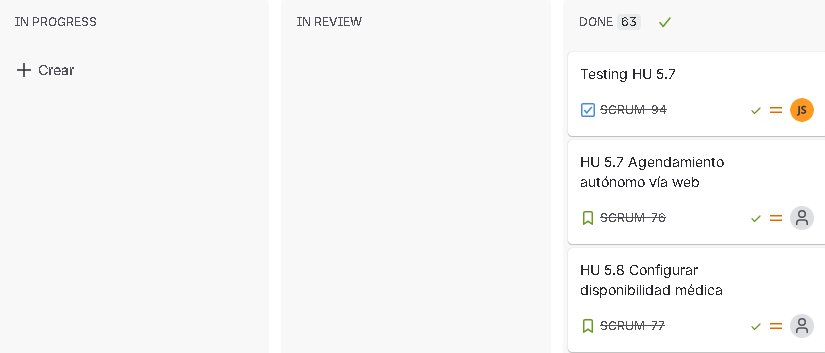 IN PROGRESS
Crear
IN REVIEW
DONE 63
Testing HU 5.7
SCRUM-94
JS
HU 5.7 Agendamiento
autónomo vía web
SCRUM-76
HU 5.8 Configurar
disponibilidad médica
SCRUM-77